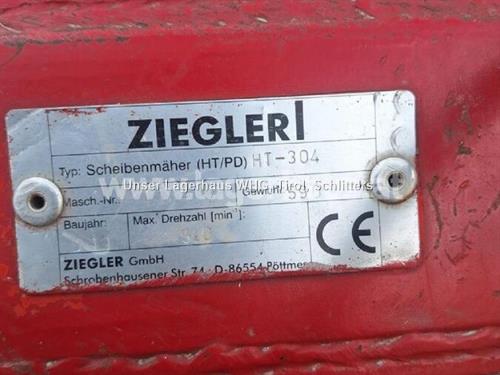 ZIEGLER
Typ: Scheibenmäher (HT/PD) HT-304
Unser Lagerhaus WHG, Tirol, Schlitters
Masch.-Nr. Gewicht
Baujahr: Max. Drehzahl [min⁻¹]:
CE
ZIEGLER GmbH
Schrobenhausener Str. 74 · D-86554 Pöttmes